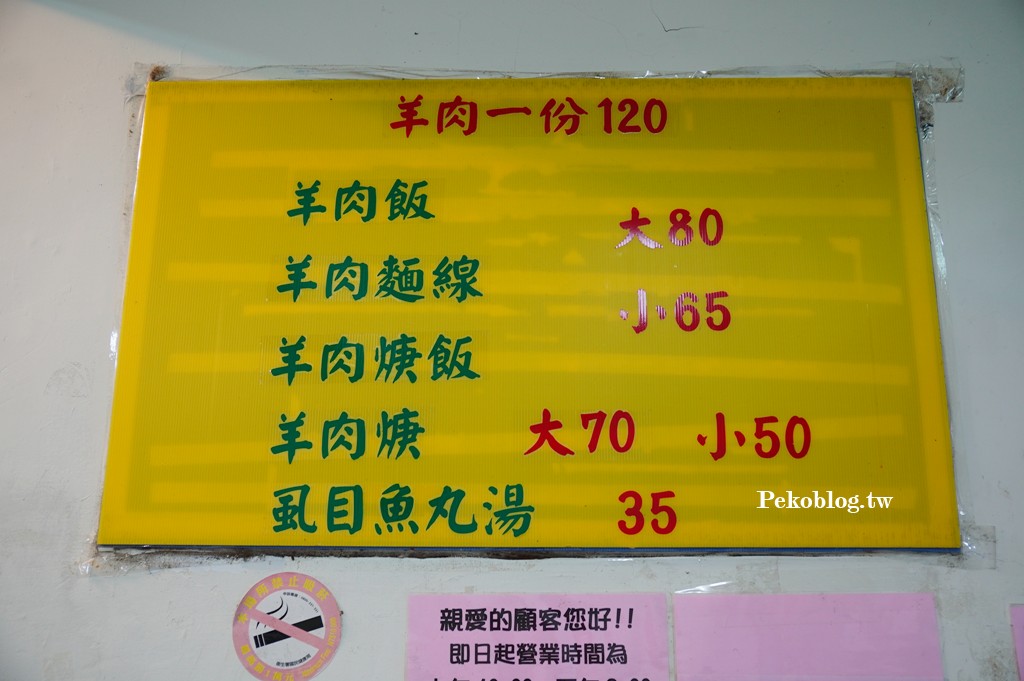 羊肉一份120
羊肉飯
大80
羊肉麵線
小65
羊肉焿飯
羊肉焿 大70 小50
虱目魚丸湯 35
Pekoblog.tw
親愛的顧客您好!!
即日起營業時間為